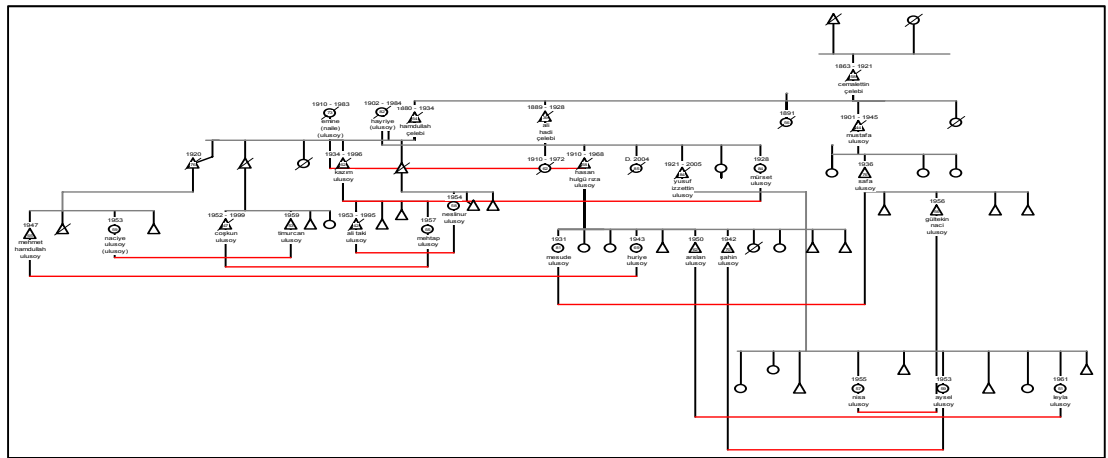 1863 - 1921
cemalettin
çelebi
1910 - 1983
emine
(naile)
(ulusoy)
1902 - 1984
hayriye
(ulusoy)
1880 - 1934
hamdullah
çelebi
1889 - 1928
ali
hadi
çelebi
1891
1901 - 1945
mustafa
ulusoy
1920
1934 - 1996
kazım
ulusoy
1910 - 1972
1910 - 1968
hasan
hulgü rıza
ulusoy
D. 2004
1921 - 2005
yusuf
izzettin
ulusoy
1928
mürset
ulusoy
1936
safa
ulusoy
1947
mehmet
hamdullah
ulusoy
1953
naciye
ulusoy
(ulusoy)
1952 - 1999
coşkun
ulusoy
1959
timurcan
ulusoy
1953 - 1995
ali taki
ulusoy
1957
mehtap
ulusoy
1954
neslinur
ulusoy
1956
gültekin
naci
ulusoy
1931
mesude
ulusoy
1943
huriye
ulusoy
1950
arslan
ulusoy
1942
şahin
ulusoy
1955
nisa
ulusoy
1953
aysel
ulusoy
1961
leyla
ulusoy